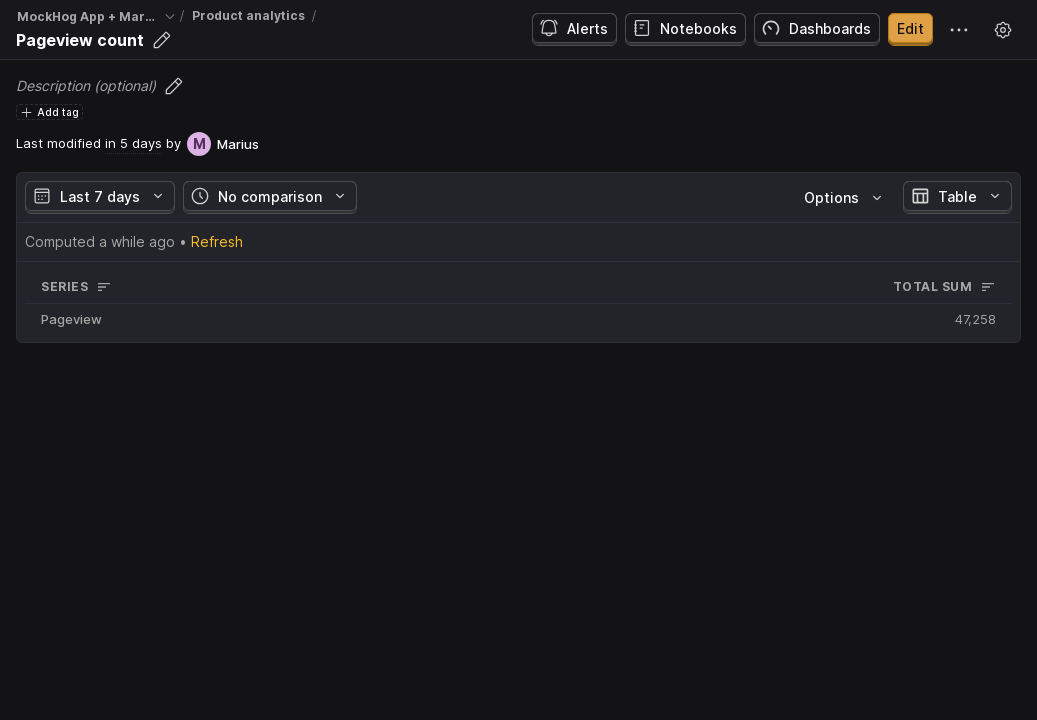 MockHog App + Mar... / Product analytics /
Pageview count
Alerts
Notebooks
Dashboards
Edit
Description (optional)
Add tag
Last modified in 5 days by M Marius
Last 7 days
No comparison
Options
Table
Computed a while ago • Refresh
SERIES
TOTAL SUM
Pageview
47,258